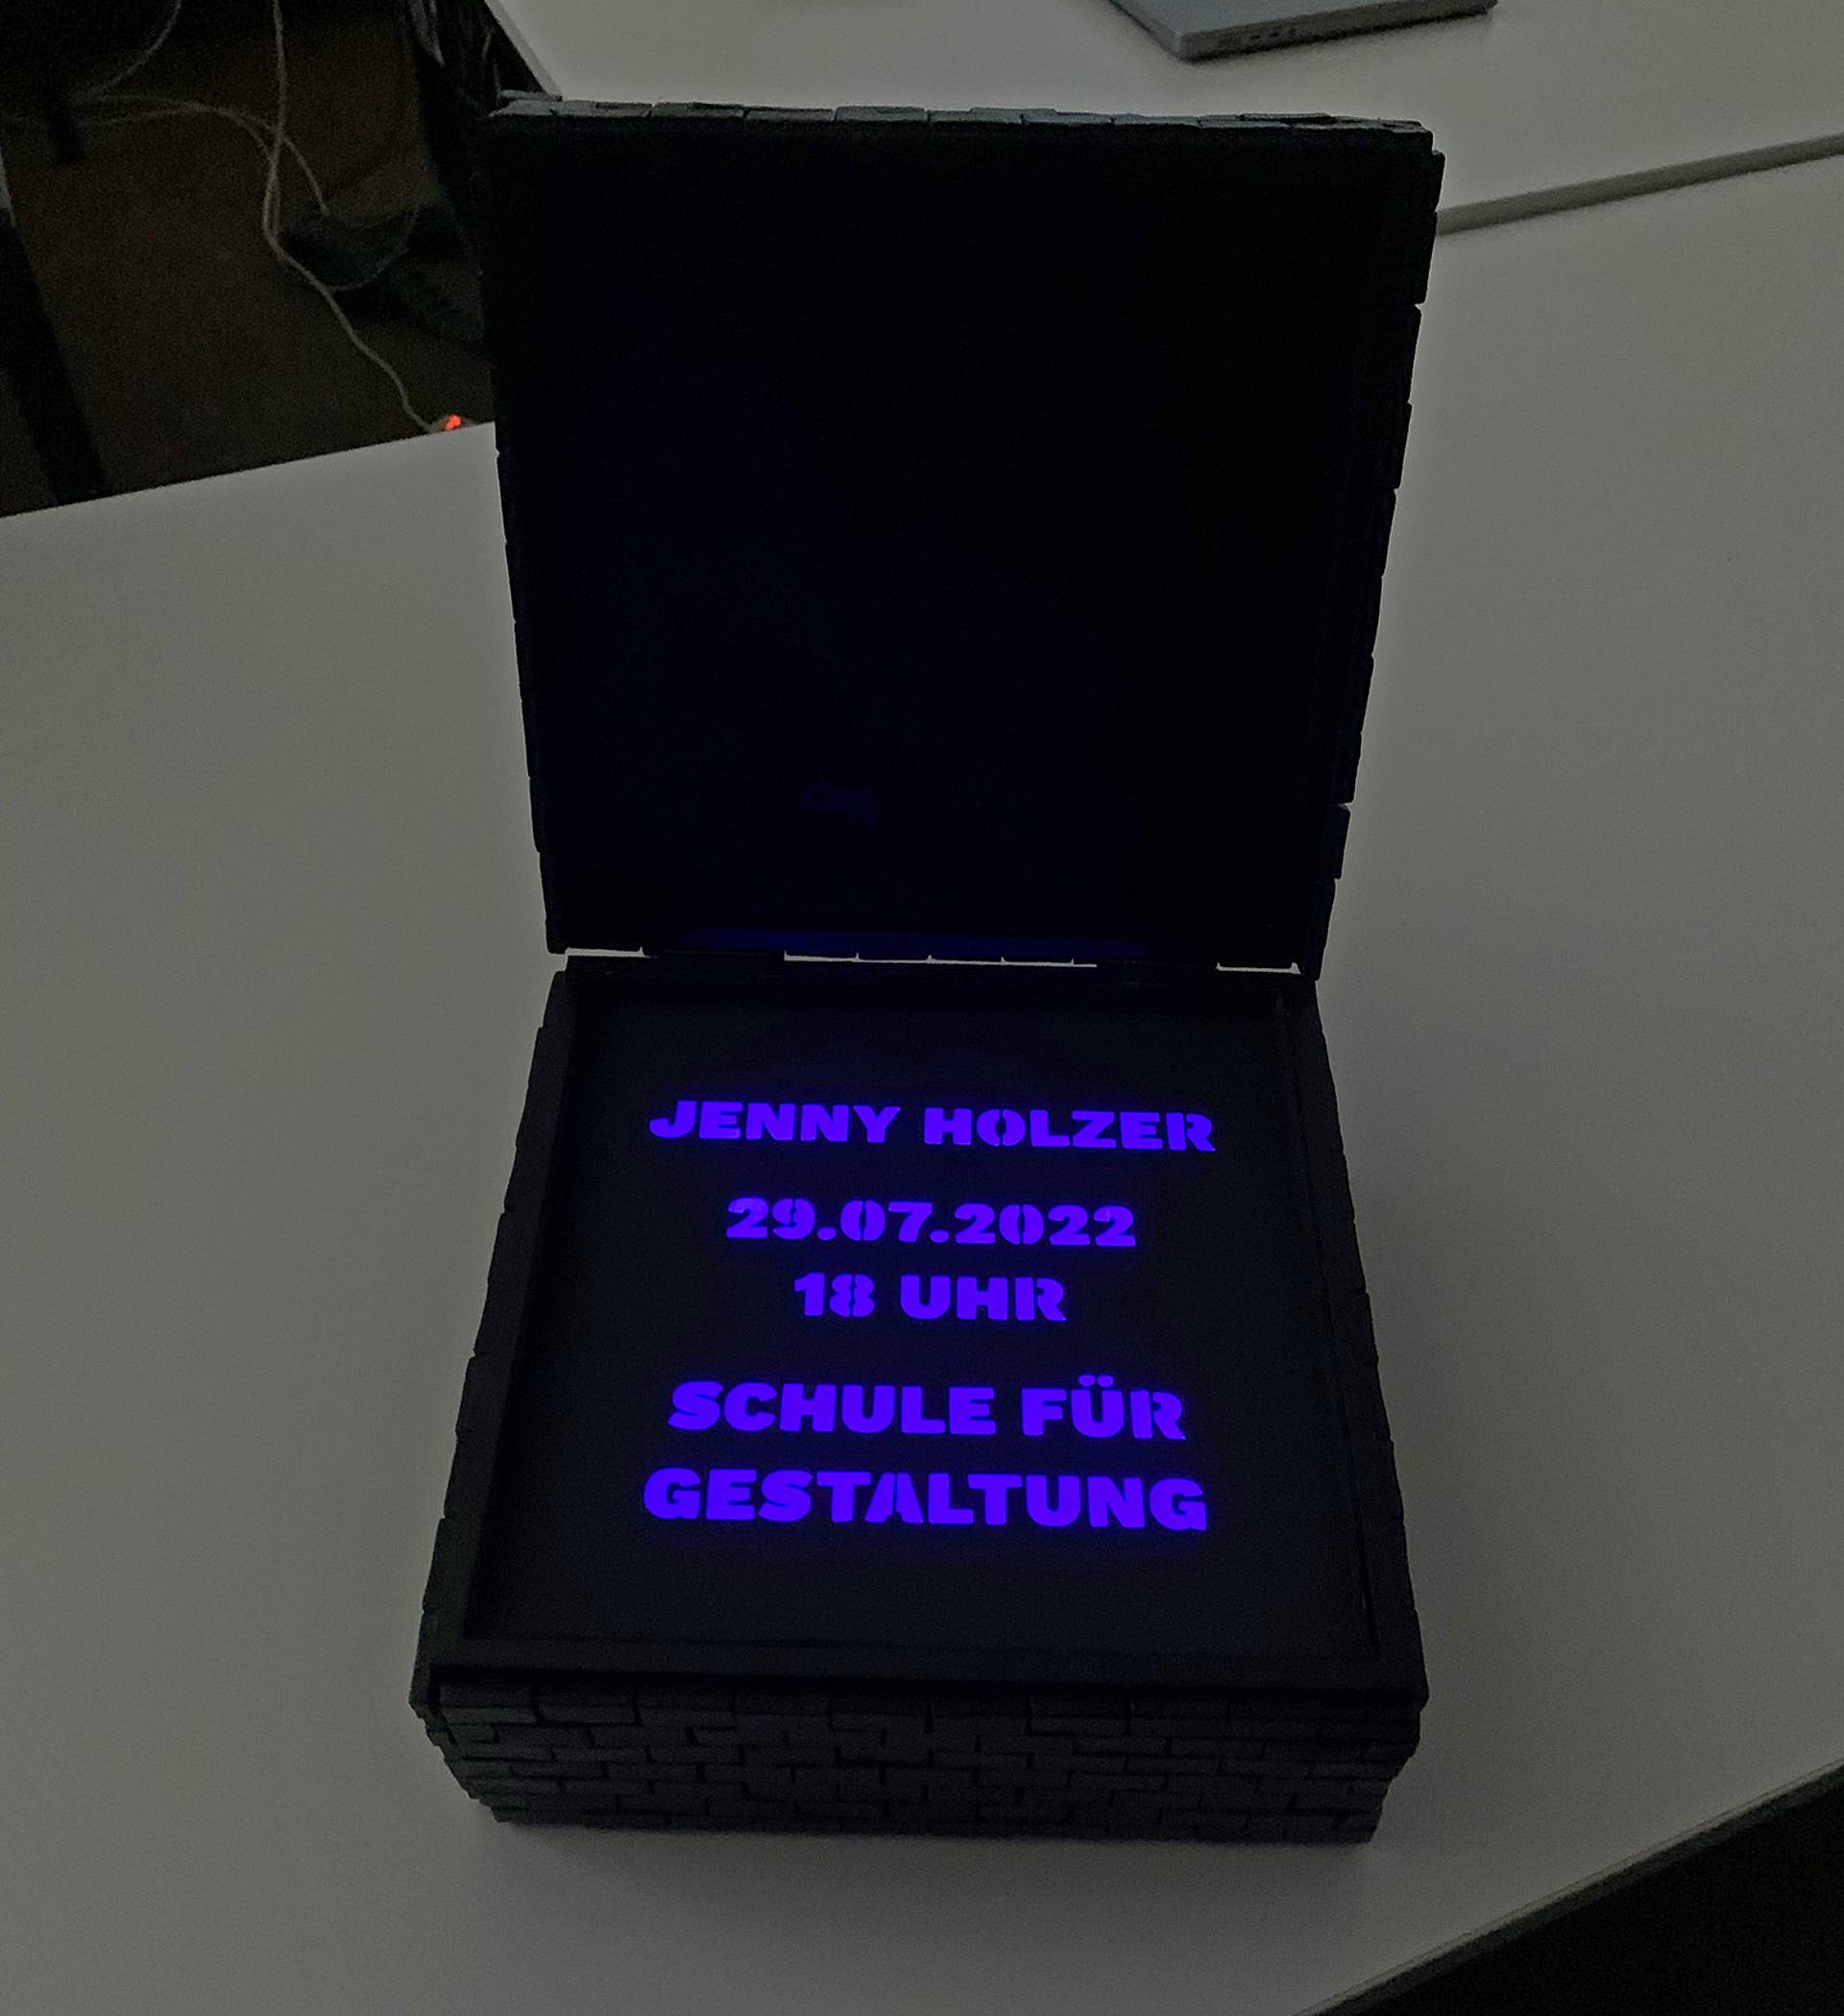 JENNY HOLZER
29.07.2022
18 UHR
SCHULE FÜR
GESTALTUNG